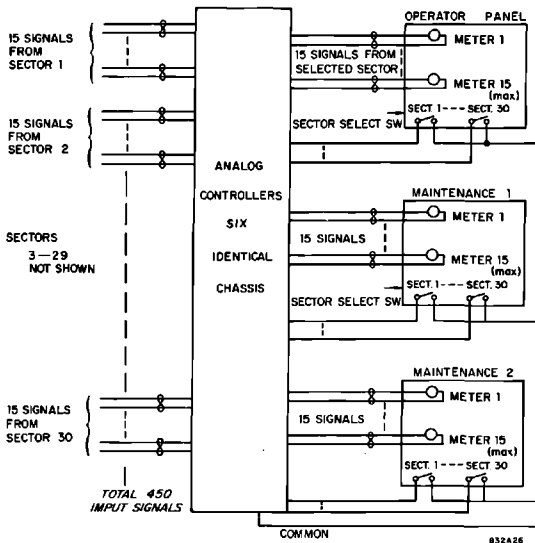 15 SIGNALS
FROM
SECTOR 1
15 SIGNALS
FROM
SECTOR 2
SECTORS
3—29
NOT SHOWN
15 SIGNALS
FROM
SECTOR 30
TOTAL 450
IMPUT SIGNALS
ANALOG
CONTROLLERS
SIX
IDENTICAL
CHASSIS
OPERATOR PANEL
METER 1
15 SIGNALS FROM
SELECTED SECTOR
METER 15
(max)
SECT. 1 ---- SECT. 30
SECTOR SELECT SW
MAINTENANCE 1
METER 1
15 SIGNALS
METER 15
(max)
SECT. 1 ---- SECT. 30
SECTOR SELECT SW
MAINTENANCE 2
METER 1
15 SIGNALS
METER 15
(max)
SECT. 1 ---- SECT. 30
COMMON
832A26